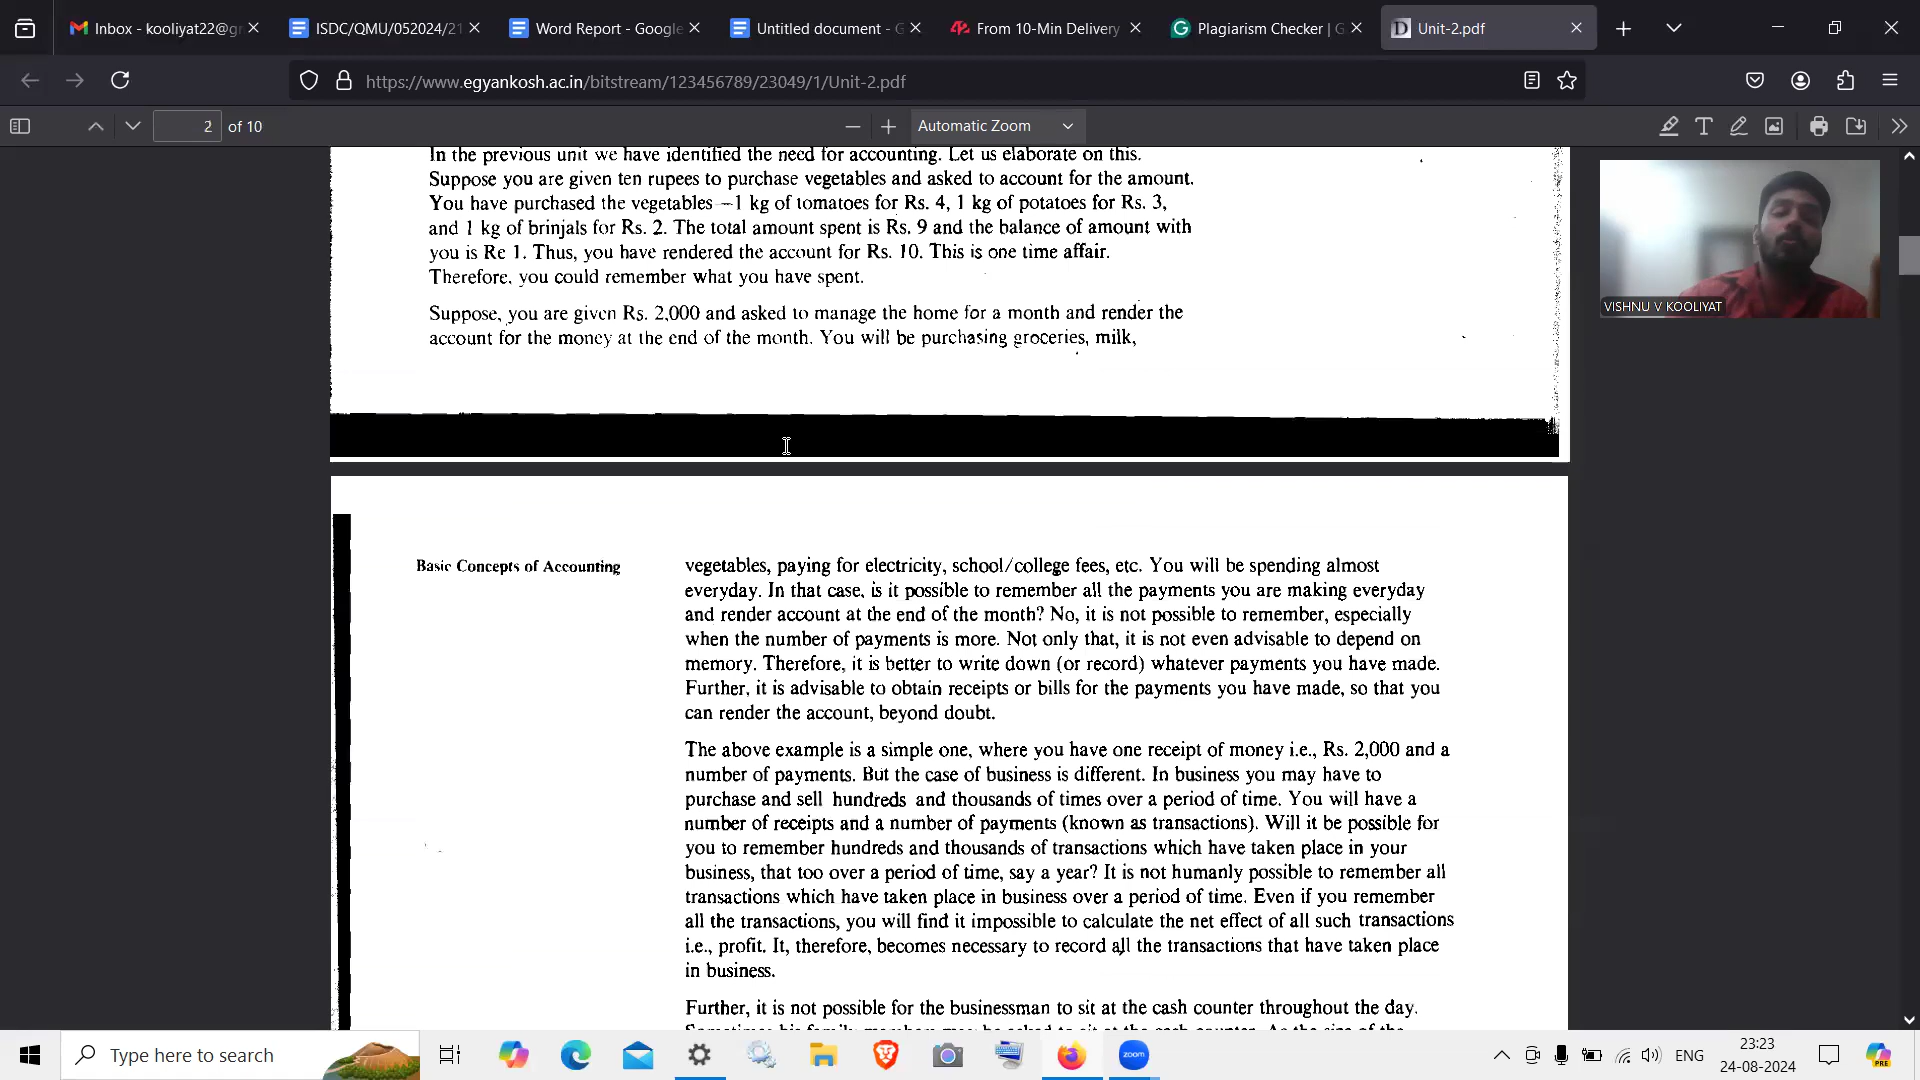 Inbox - kooliyat22@gr
ISDC/QMU/052024/21
Word Report - Google
Untitled document - G
From 10-Min Delivery
Plagiarism Checker | G
Unit-2.pdf
https://www.egyankosh.ac.in/bitstream/123456789/23049/1/Unit-2.pdf
2 of 10
Automatic Zoom
In the previous unit we have identified the need for accounting. Let us elaborate on this.
Suppose you are given ten rupees to purchase vegetables and asked to account for the amount.
You have purchased the vegetables —1 kg of tomatoes for Rs. 4, 1 kg of potatoes for Rs. 3,
and 1 kg of brinjals for Rs. 2. The total amount spent is Rs. 9 and the balance of amount with
you is Re 1. Thus, you have rendered the account for Rs. 10. This is one time affair.
Therefore, you could remember what you have spent.
Suppose, you are given Rs. 2,000 and asked to manage the home for a month and render the
account for the money at the end of the month. You will be purchasing groceries, milk,
VISHNU V KOOLIYAT
Basic Concepts of Accounting
vegetables, paying for electricity, school/college fees, etc. You will be spending almost
everyday. In that case, is it possible to remember all the payments you are making everyday
and render account at the end of the month? No, it is not possible to remember, especially
when the number of payments is more. Not only that, it is not even advisable to depend on
memory. Therefore, it is better to write down (or record) whatever payments you have made.
Further, it is advisable to obtain receipts or bills for the payments you have made, so that you
can render the account, beyond doubt.
The above example is a simple one, where you have one receipt of money i.e., Rs. 2,000 and a
number of payments. But the case of business is different. In business you may have to
purchase and sell hundreds and thousands of times over a period of time. You will have a
number of receipts and a number of payments (known as transactions). Will it be possible for
you to remember hundreds and thousands of transactions which have taken place in your
business, that too over a period of time, say a year? It is not humanly possible to remember all
transactions which have taken place in business over a period of time. Even if you remember
all the transactions, you will find it impossible to calculate the net effect of all such transactions
i.e., profit. It, therefore, becomes necessary to record all the transactions that have taken place
in business.
Further, it is not possible for the businessman to sit at the cash counter throughout the day.
Type here to search
zoom
ENG
23:23
24-08-2024
PRE